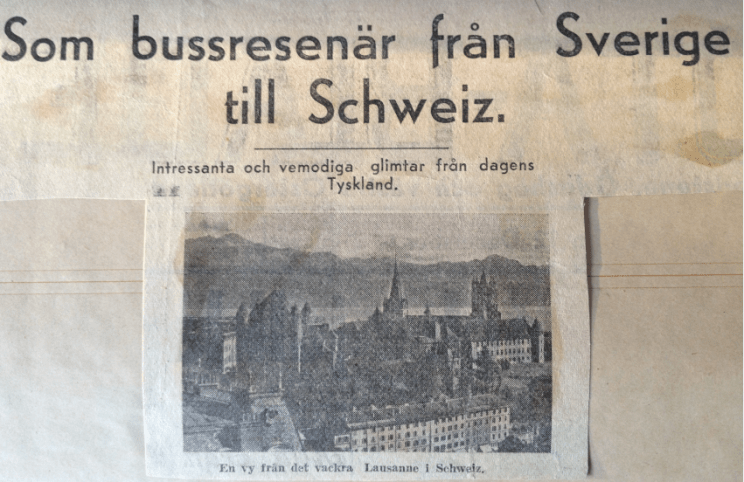 Som bussresenär från Sverige
till Schweiz.
Intressanta och vemodiga glimtar från dagens
Tyskland.
En vy från det vackra Lausanne i Schweiz.